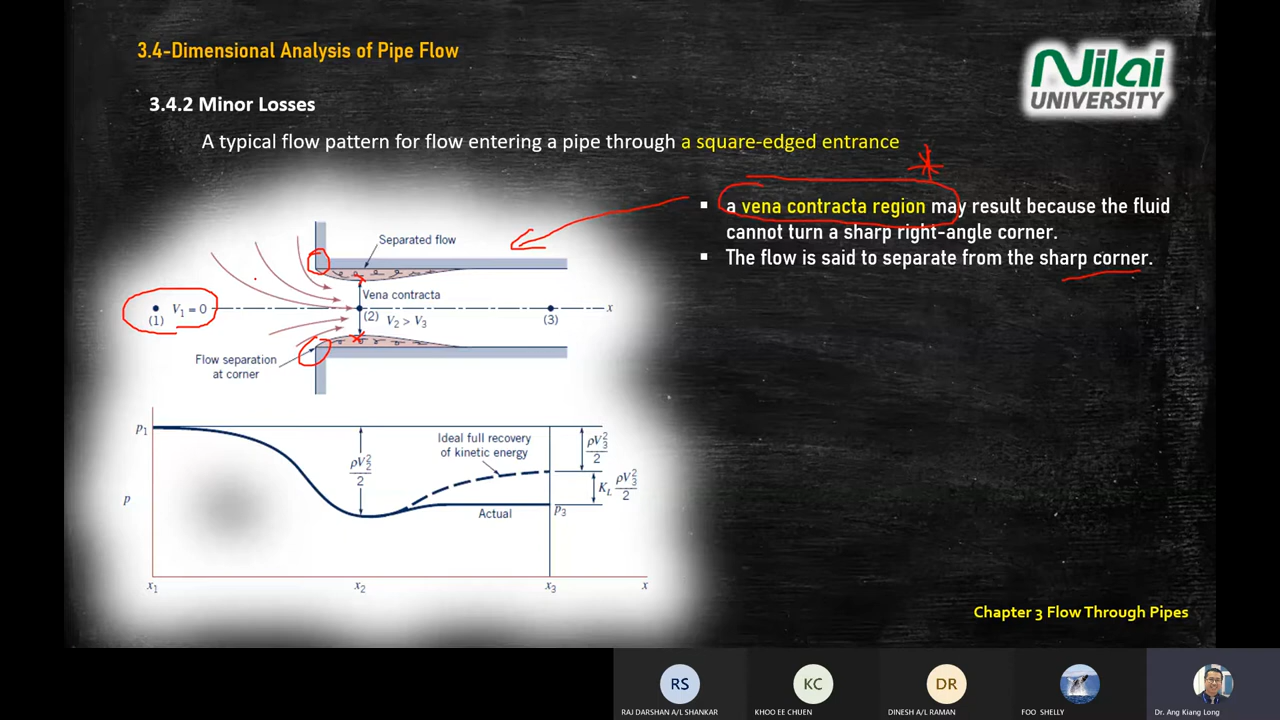 3.4-Dimensional Analysis of Pipe Flow
Nilai
UNIVERSITY
3.4.2 Minor Losses
A typical flow pattern for flow entering a pipe through a square-edged entrance
▪ a vena contracta region may result because the fluid
cannot turn a sharp right-angle corner.
▪ The flow is said to separate from the sharp corner.
Separated flow
Vena contracta
V₁ = 0
x
(1)
(2)
V₂ > V₃
(3)
Flow separation
at corner
p₁
Ideal full recovery
of kinetic energy
ρV₂²/2
ρV₃²/2
K_L ρV₃²/2
p
Actual
p₃
x₁
x₂
x₃
x
Chapter 3 Flow Through Pipes
RS
KC
DR
RAJ DARSHAN A/L SHANKAR
KHOO EE CHUEN
DINESH A/L RAMAN
FOO SHELLY
Dr. Ang Kiang Long